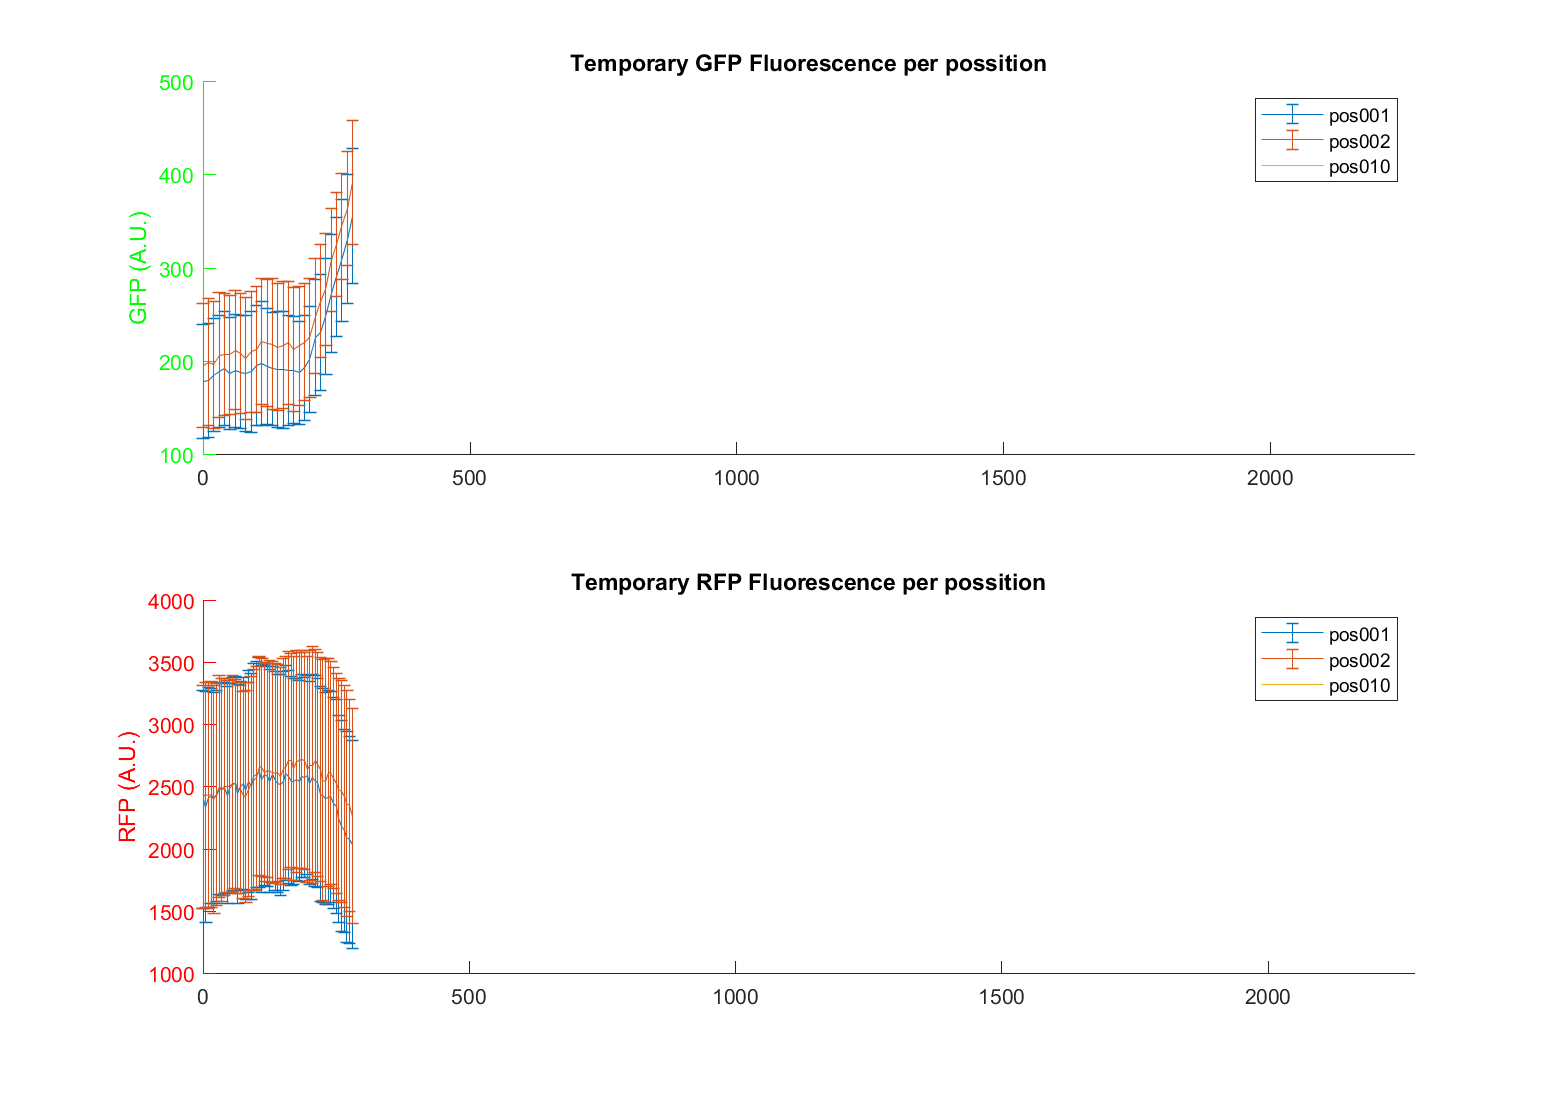 Temporary GFP Fluorescence per possition
500
400
300
200
100
GFP (A.U.)
0 500 1000 1500 2000
pos001
pos002
pos010
Temporary RFP Fluorescence per possition
4000
3500
3000
2500
2000
1500
1000
RFP (A.U.)
0 500 1000 1500 2000
pos001
pos002
pos010